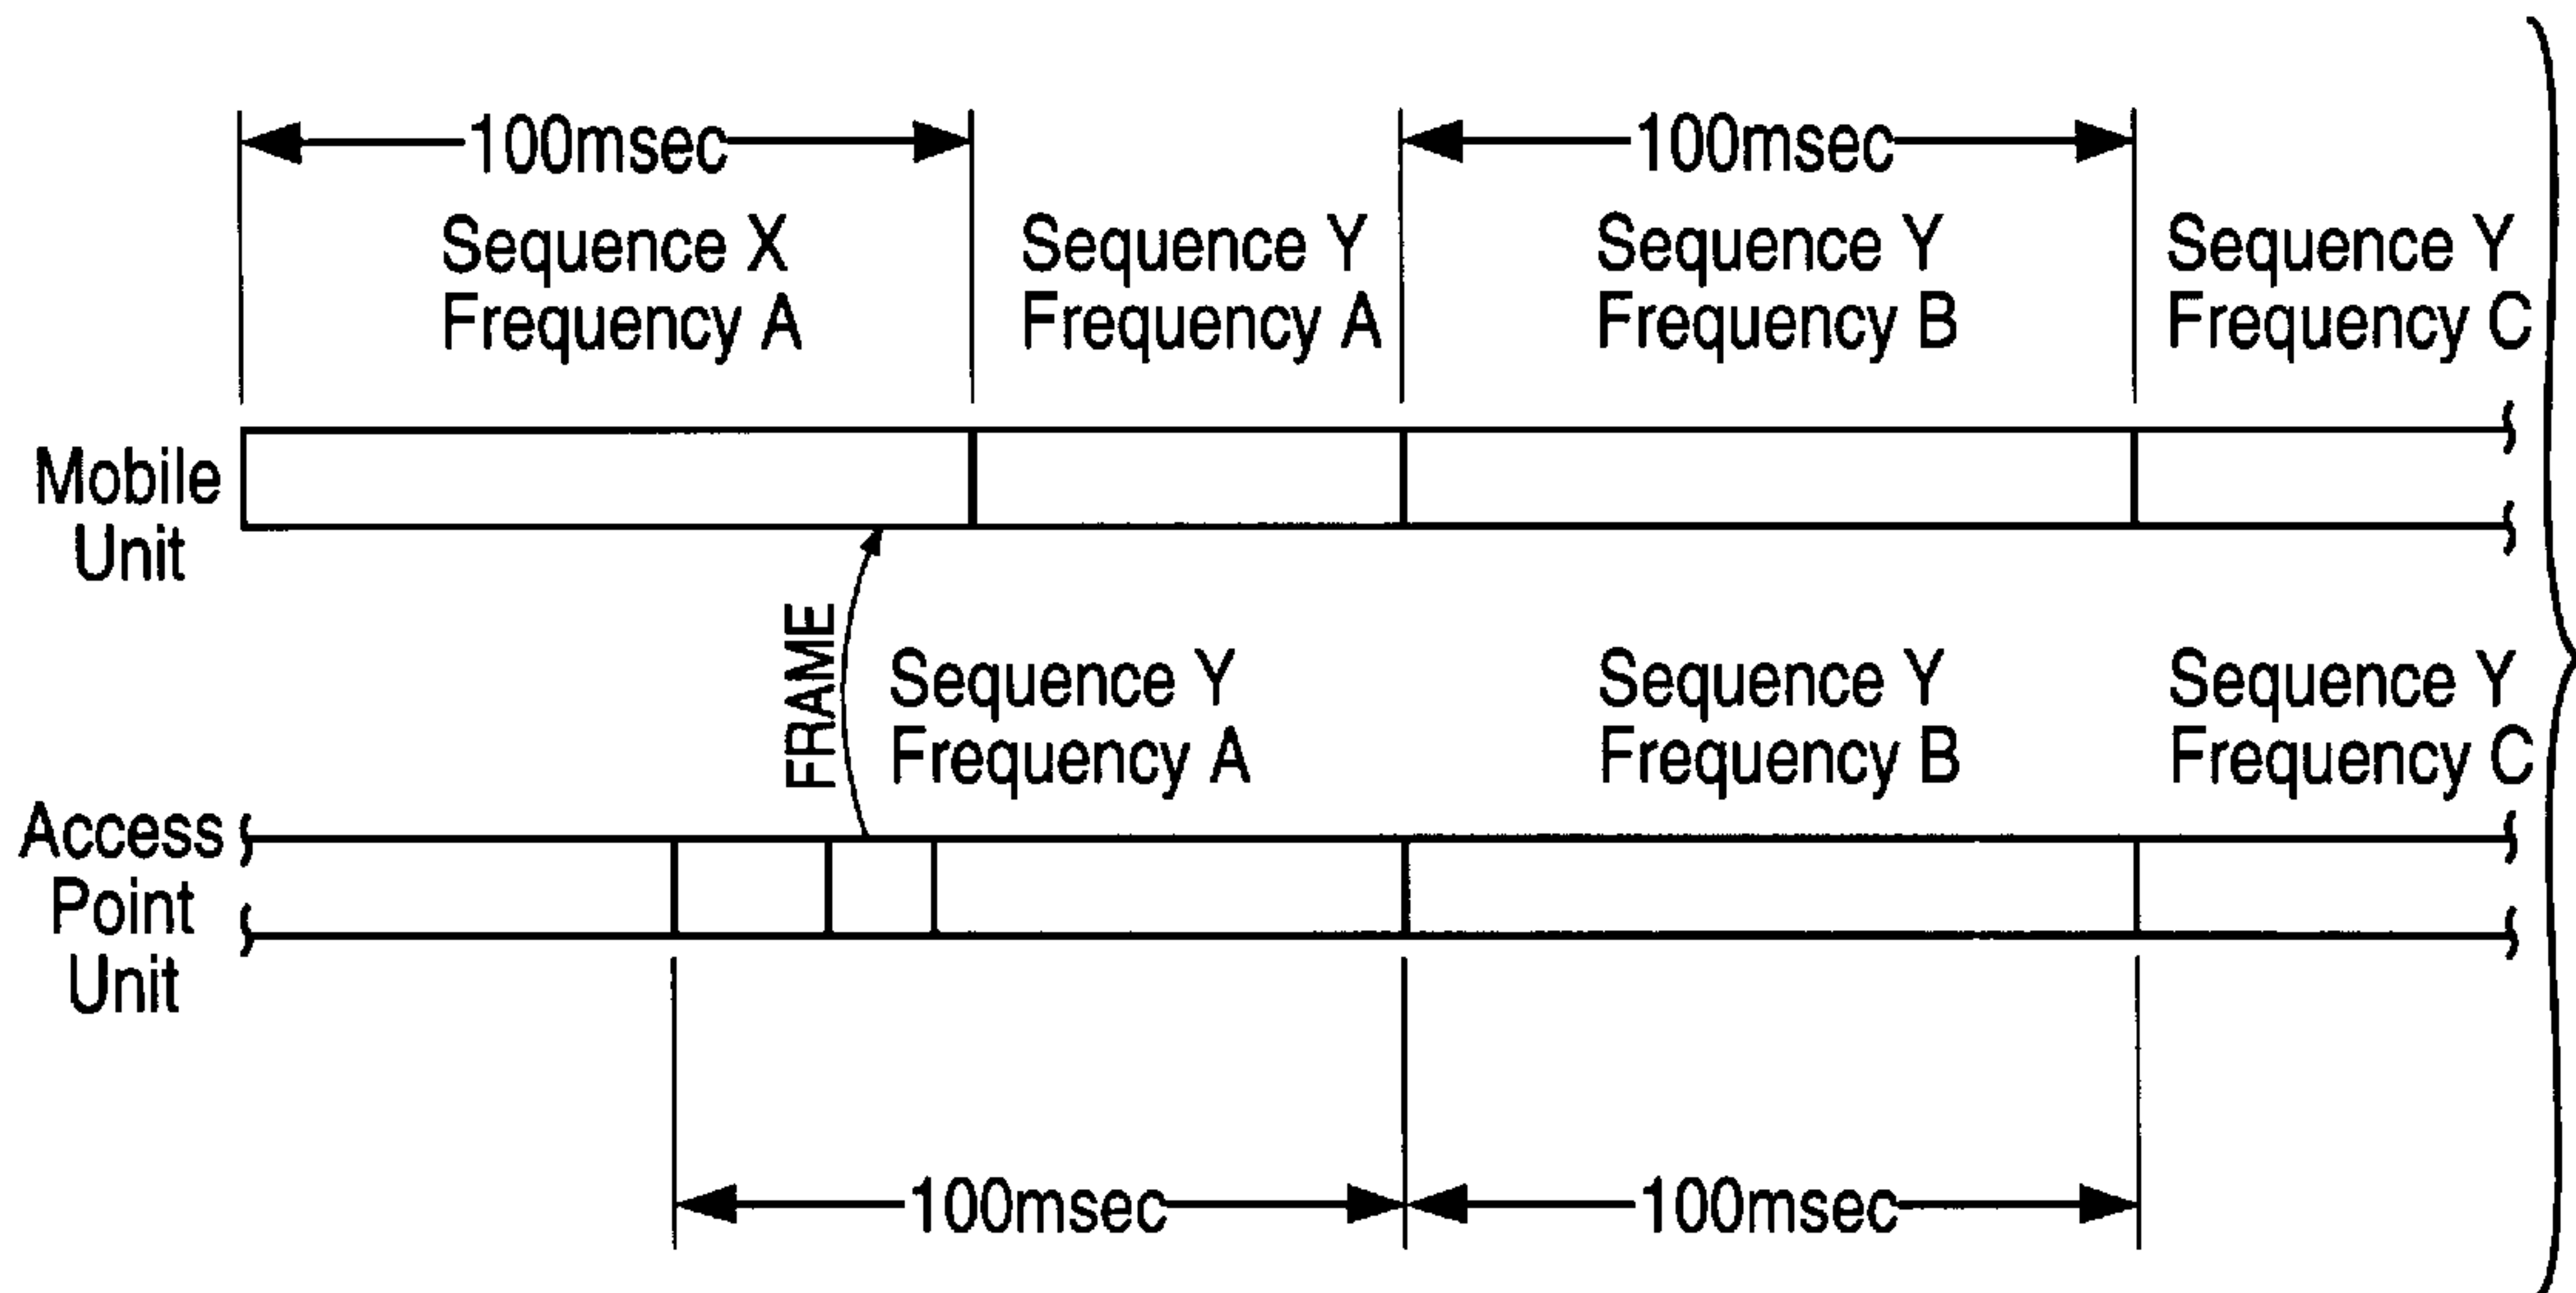 100msec
100msec
Sequence X
Frequency A
Sequence Y
Frequency A
Sequence Y
Frequency B
Sequence Y
Frequency C
Mobile
Unit
FRAME
Sequence Y
Frequency A
Sequence Y
Frequency B
Sequence Y
Frequency C
Access
Point
Unit
100msec
100msec